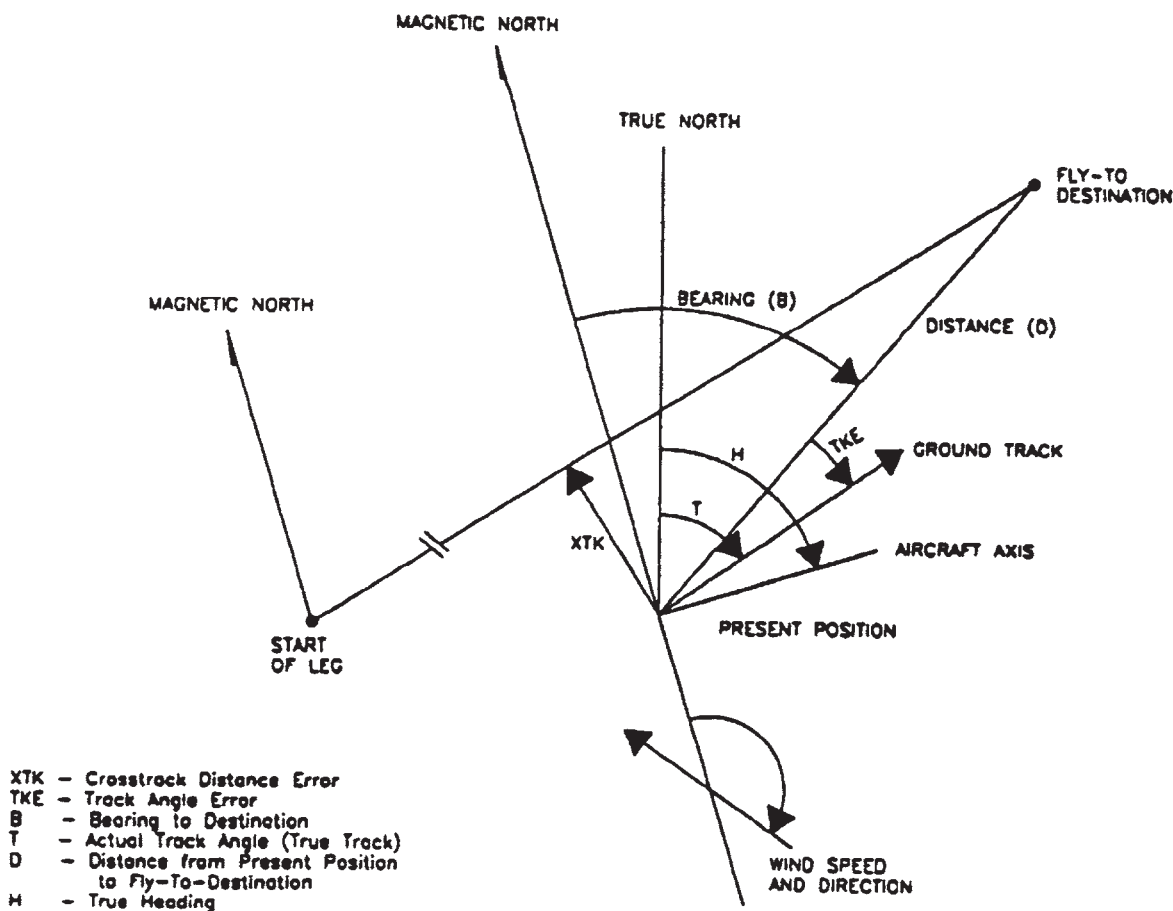 MAGNETIC NORTH
TRUE NORTH
FLY-TO
DESTINATION
MAGNETIC NORTH
BEARING (B)
DISTANCE (D)
TKE
H
GROUND TRACK
T
XTK
AIRCRAFT AXIS
PRESENT POSITION
START
OF LEG
XTK - Crosstrack Distance Error
TKE - Track Angle Error
B - Bearing to Destination
T - Actual Track Angle (True Track)
D - Distance from Present Position
to Fly-To-Destination
H - True Heading
WIND SPEED
AND DIRECTION